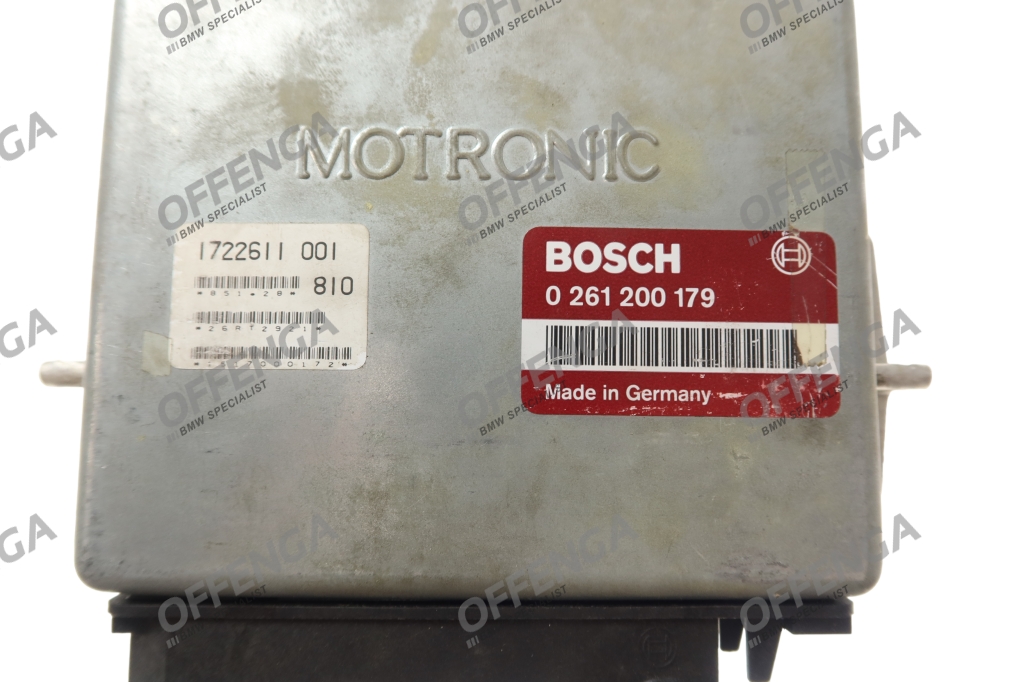 MOTRONIC
1722611 001
810
BOSCH
0 261 200 179
Made in Germany
OFFENGA
BMW SPECIALIST